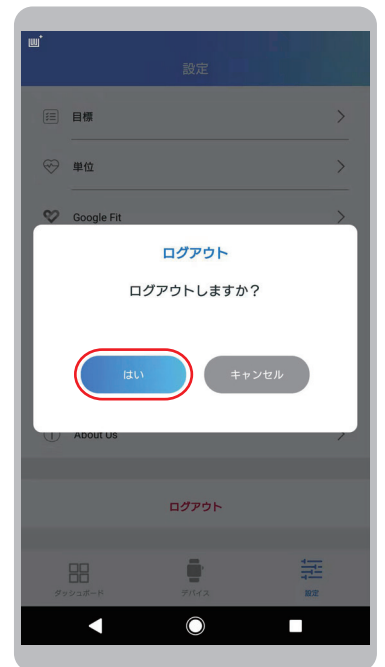 設定
目標
単位
Google Fit
ログアウト
ログアウトしますか？
はい
キャンセル
About Us
ログアウト
ダッシュボード
デバイス
設定